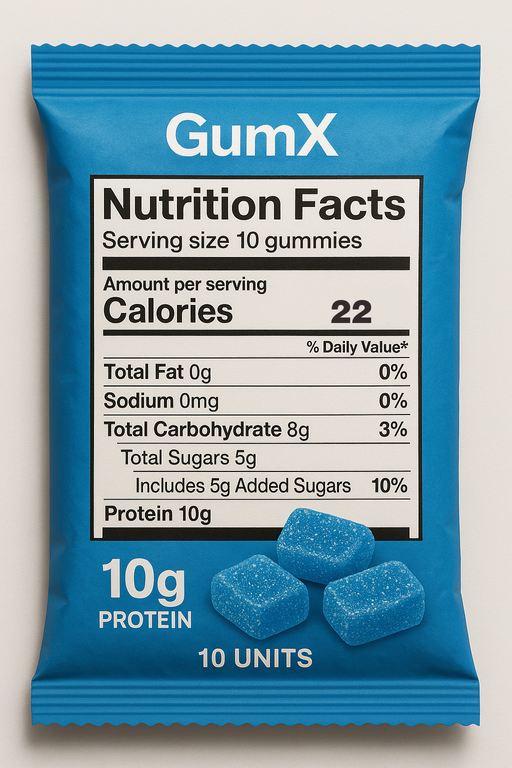 GumX
Nutrition Facts
Serving size 10 gummies
Amount per serving
Calories 22
% Daily Value*
Total Fat 0g 0%
Sodium 0mg 0%
Total Carbohydrate 8g 3%
Total Sugars 5g
Includes 5g Added Sugars 10%
Protein 10g
10g
PROTEIN
10 UNITS